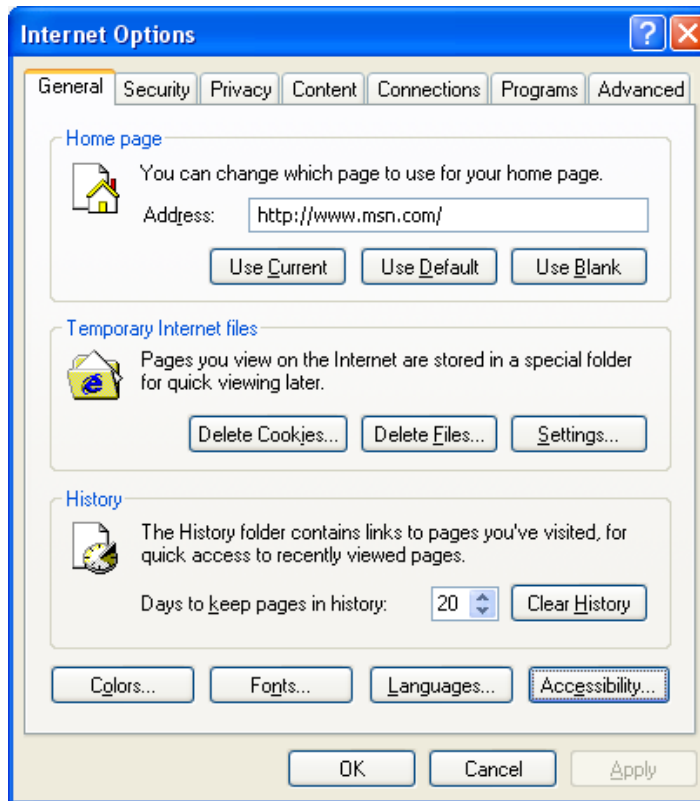 Internet Options
General Security Privacy Content Connections Programs Advanced
Home page
You can change which page to use for your home page.
Address: http://www.msn.com/
Use Current Use Default Use Blank
Temporary Internet files
Pages you view on the Internet are stored in a special folder
for quick viewing later.
Delete Cookies... Delete Files... Settings...
History
The History folder contains links to pages you've visited, for
quick access to recently viewed pages.
Days to keep pages in history: 20 Clear History
Colors... Fonts... Languages... Accessibility...
OK Cancel Apply